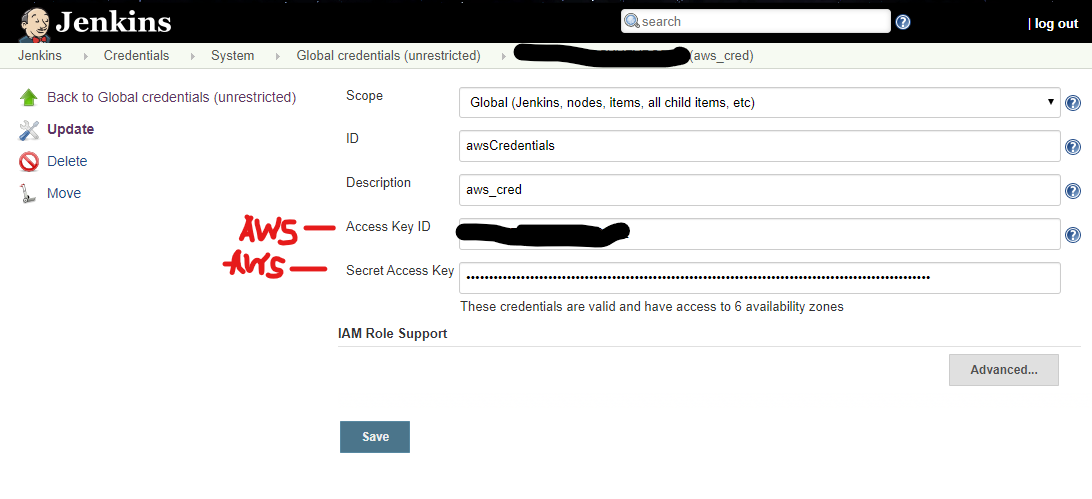 Jenkins
search
| log out
Jenkins Credentials System Global credentials (unrestricted) (aws_cred)
Back to Global credentials (unrestricted)
Update
Delete
Move
Scope
Global (Jenkins, nodes, items, all child items, etc)
ID
awsCredentials
Description
aws_cred
AWS
Access Key ID
AWS
Secret Access Key
These credentials are valid and have access to 6 availability zones
IAM Role Support
Advanced...
Save